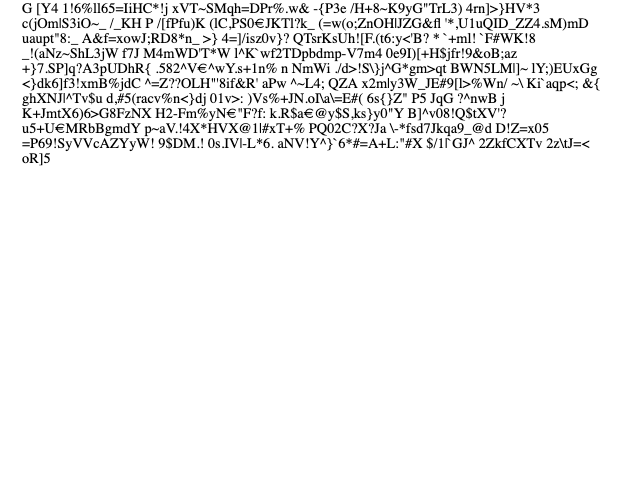 G [Y4 1!6%ll65=IiHC*!j xVT~SMqh=DPr%.w& -{P3e /H+8~K9yG"TrL3) 4rn]>}HV*3
c(jOm|S3iO~_ /_KH P /[fPfu)K (lC,PS0€JKTl?k_ (=w(o;ZnOH|JZG&fl '*,U1uQID_ZZ4.sM)mD
uaupt"8:_ A&f=xowJ;RD8*n_ >} 4=]/isz0v}? QTsrKsUh![F.(t6:y<'B? * `+ml! `F#WK!8
_!(aNz~ShL3jW f7J M4mWD'T*W l^K`wf2TDpbdmp-V7m4 0e9I)[+H$jfr!9&oB;az
+}7.SP]q?A3pUDhR{ .582^V€^wY.s+1n% n NmWi ./d>!S\}j^G*gm>qt BWN5LM|]~ lY;)EUxGg
<}dk6]f3!xmB%jdC ^=Z??OLH"'8if&R' aPw ^~L4; QZA x2m|y3W_JE#9[l>%Wn/ ~\ Ki`aqp<; &{
ghXNJ|^Tv$u d,#5(racv%n<}dj 01v>: )Vs%+JN.oI\a\=E#( 6s{}Z" P5 JqG ?^nwB j
K+JmtX6)6>G8FzNX H2-Fm%yN€"F?f: k.R$a€@y$S,ks}y0"Y B]^v08!Q$tXV'?
u5+U€MRbBgmdY p~aV.!4X*HVX@1|#xT+% PQ02C?X?Ja \-*fsd7Jkqa9_@d D!Z=x05
=P69!SyVVcAZYyW! 9$DM.! 0s.IV|-L*6. aNV!Y^}`6*#=A+L:"#X $/1l`GJ^ 2ZkfCXTv 2z\tJ=<
oR]5